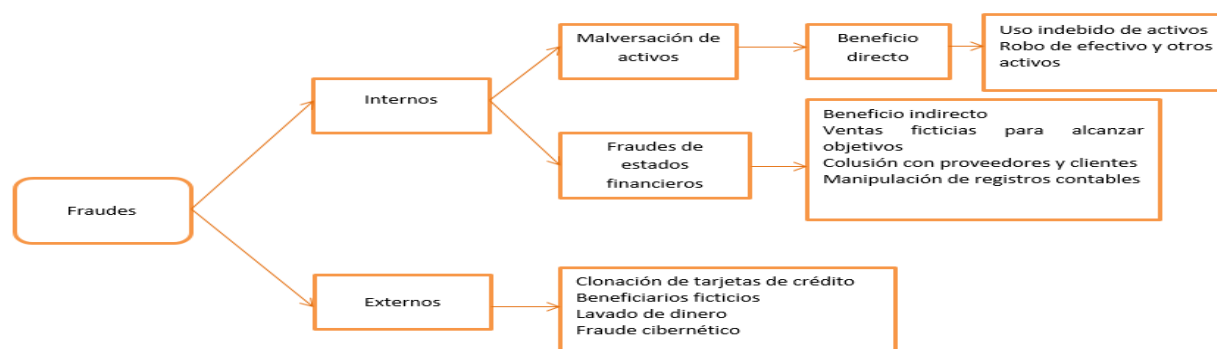 Fraudes
Internos
Malversación de
activos
Beneficio
directo
Uso indebido de activos
Robo de efectivo y otros
activos
Fraudes de
estados
financieros
Beneficio indirecto
Ventas ficticias para alcanzar
objetivos
Colusión con proveedores y clientes
Manipulación de registros contables
Externos
Clonación de tarjetas de crédito
Beneficiarios ficticios
Lavado de dinero
Fraude cibernético